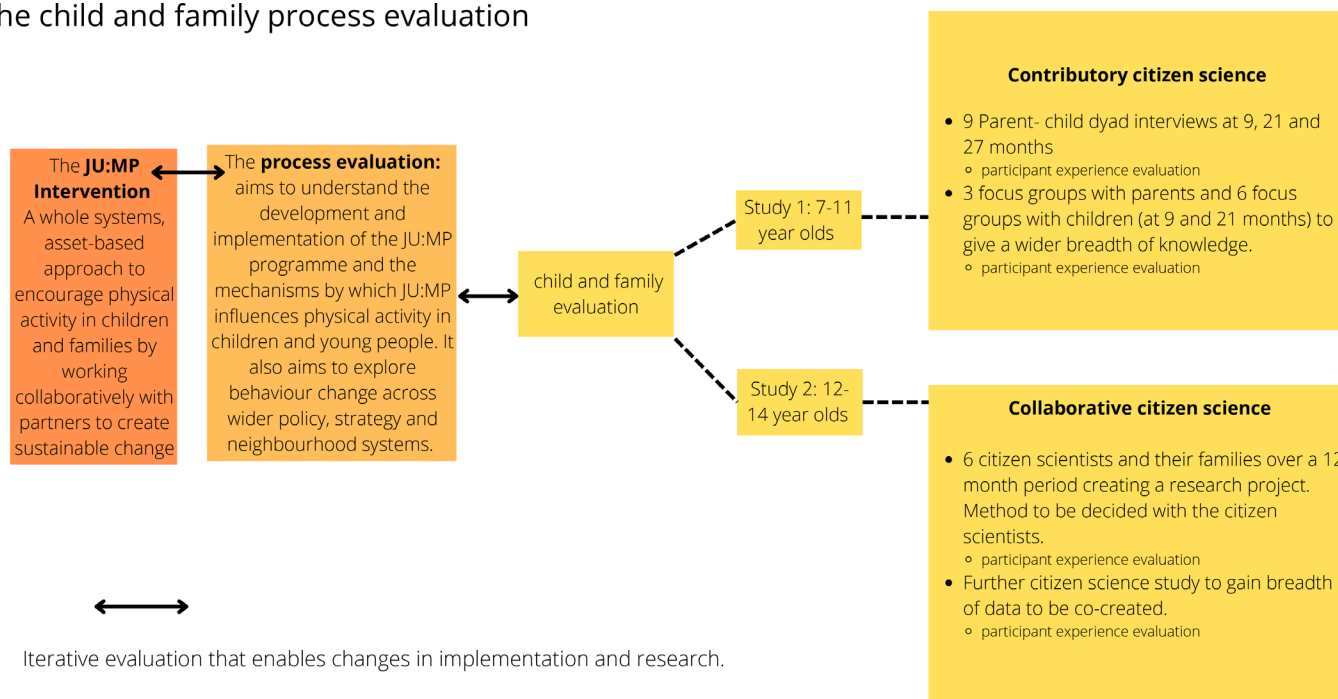 he child and family process evaluation
The JU:MP
Intervention
A whole systems,
asset-based
approach to
encourage physical
activity in children
and families by
working
collaboratively with
partners to create
sustainable change
The process evaluation:
aims to understand the
development and
implementation of the JU:MP
programme and the
mechanisms by which JU:MP
influences physical activity in
children and young people. It
also aims to explore
behaviour change across
wider policy, strategy and
neighbourhood systems.
child and family
evaluation
Study 1: 7-11
year olds
Study 2: 12-
14 year olds
Contributory citizen science
9 Parent- child dyad interviews at 9, 21 and
27 months
participant experience evaluation
3 focus groups with parents and 6 focus
groups with children (at 9 and 21 months) to
give a wider breadth of knowledge.
participant experience evaluation
Collaborative citizen science
6 citizen scientists and their families over a 12
month period creating a research project.
Method to be decided with the citizen
scientists.
participant experience evaluation
Further citizen science study to gain breadth
of data to be co-created.
participant experience evaluation
Iterative evaluation that enables changes in implementation and research.